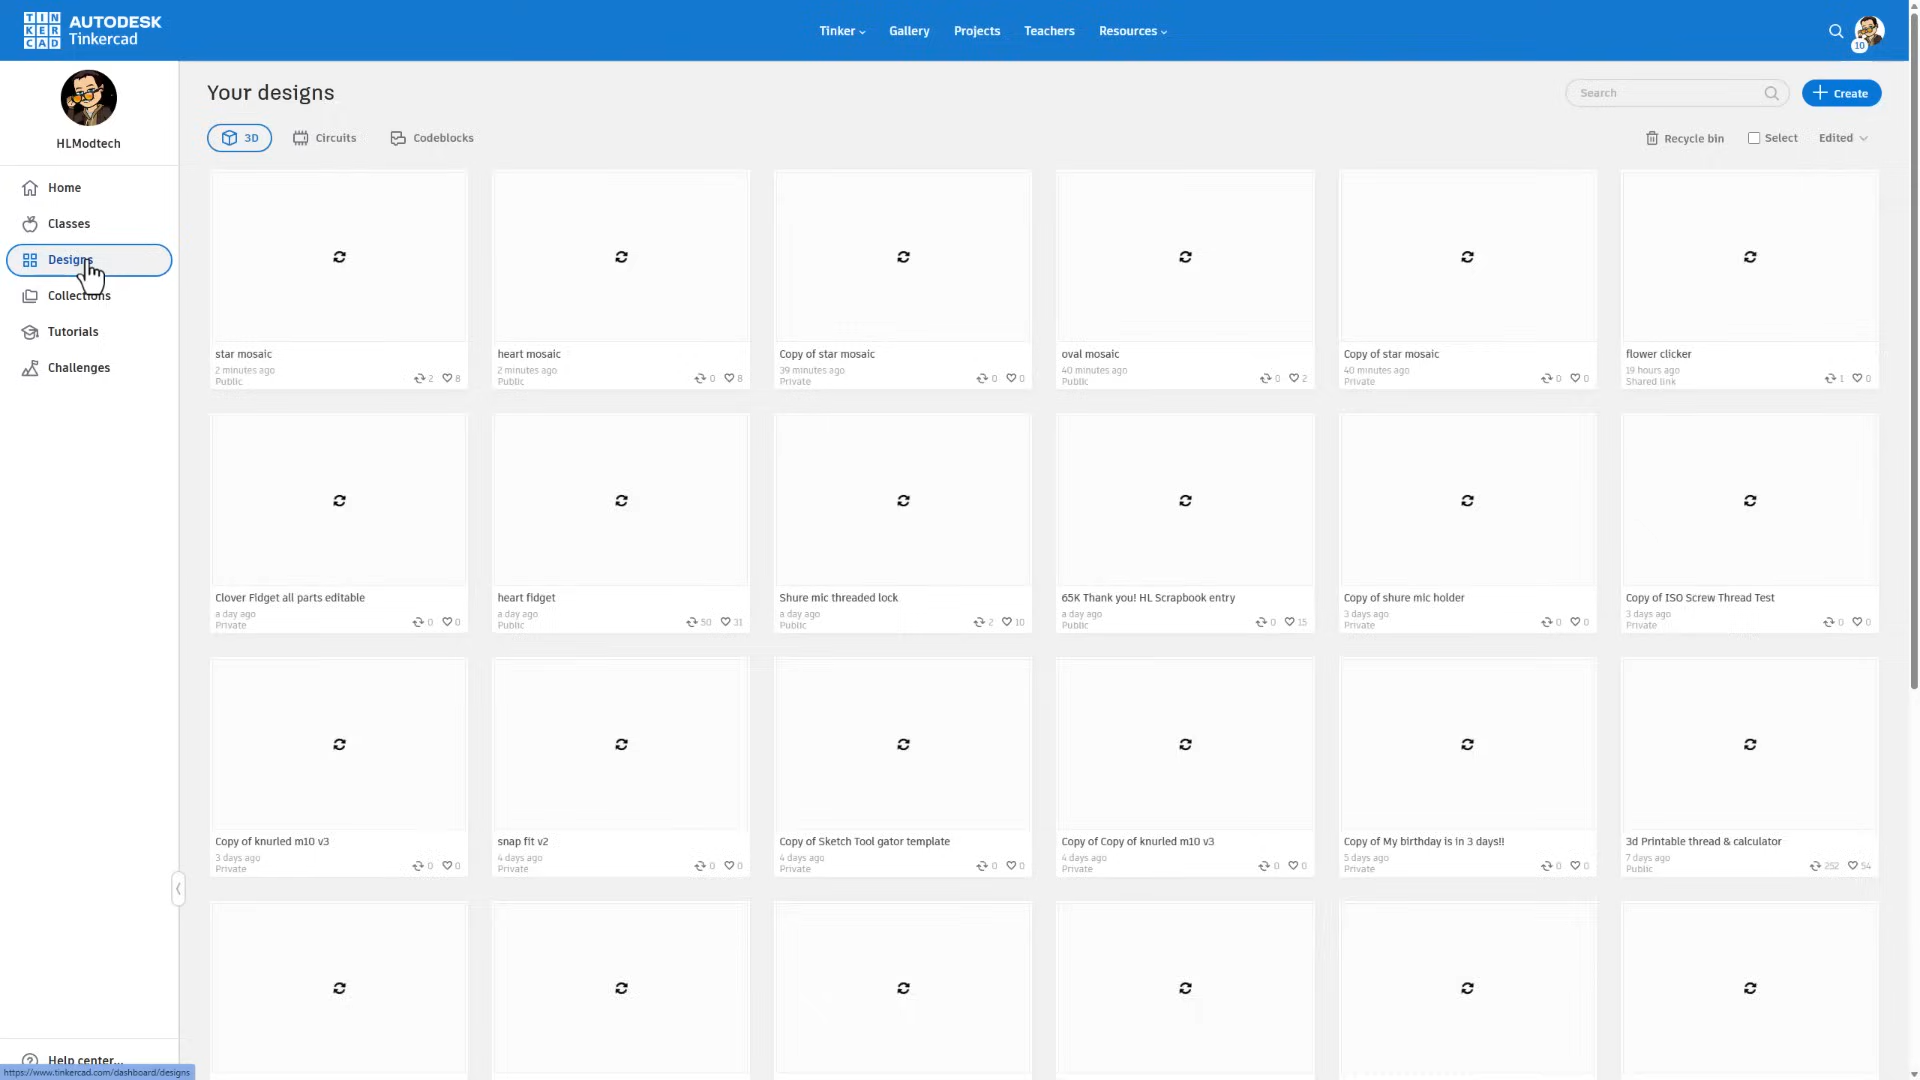 TIN
KER
CAD
AUTODESK
Tinkercad
Tinker
Gallery
Projects
Teachers
Resources
10
HLModtech
Home
Classes
Designs
Collections
Tutorials
Challenges
Help center...
https://www.tinkercad.com/dashboard/designs
Your designs
Search
Create
3D
Circuits
Codeblocks
Recycle bin
Select
Edited
star mosaic
2 minutes ago
Public
2
8
heart mosaic
2 minutes ago
Public
0
8
Copy of star mosaic
39 minutes ago
Private
0
0
oval mosaic
40 minutes ago
Public
0
2
Copy of star mosaic
40 minutes ago
Private
0
0
flower clicker
19 hours ago
Shared link
1
0
Clover Fidget all parts editable
a day ago
Private
0
0
heart fidget
a day ago
Public
50
31
Shure mic threaded lock
a day ago
Public
2
10
65K Thank you! HL Scrapbook entry
a day ago
Public
0
15
Copy of shure mic holder
3 days ago
Private
0
0
Copy of ISO Screw Thread Test
3 days ago
Private
0
0
Copy of knurled m10 v3
3 days ago
Private
0
0
snap fit v2
4 days ago
Private
0
0
Copy of Sketch Tool gator template
4 days ago
Private
0
0
Copy of Copy of knurled m10 v3
4 days ago
Private
0
0
Copy of My birthday is in 3 days!!
5 days ago
Private
0
0
3d Printable thread & calculator
7 days ago
Public
252
54